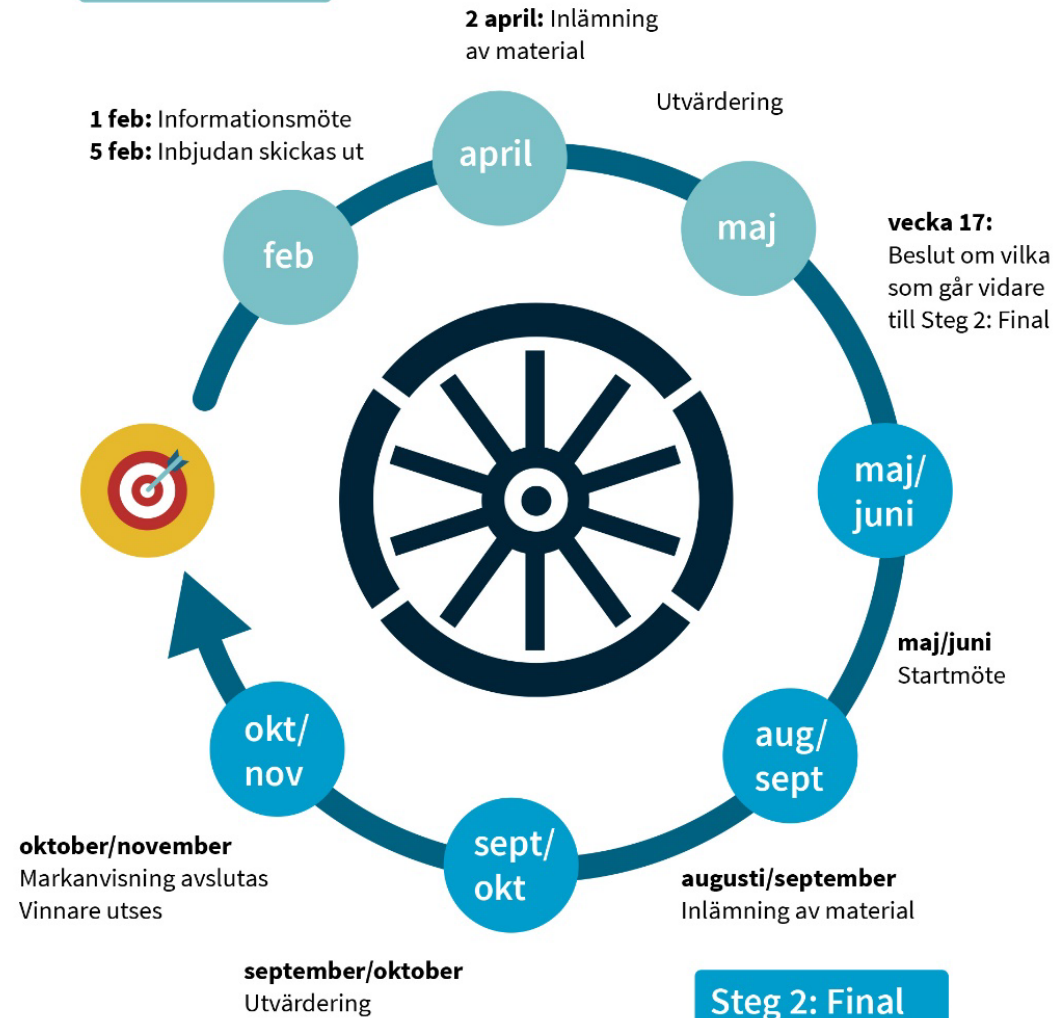 2 april: Inlämning
av material
Utvärdering
1 feb: Informationsmöte
5 feb: Inbjudan skickas ut
april
maj
feb
vecka 17:
Beslut om vilka
som går vidare
till Steg 2: Final
maj/
juni
maj/juni
Startmöte
aug/
sept
okt/
nov
sept/
okt
oktober/november
Markanvisning avslutas
Vinnare utses
augusti/september
Inlämning av material
september/oktober
Utvärdering
Steg 2: Final